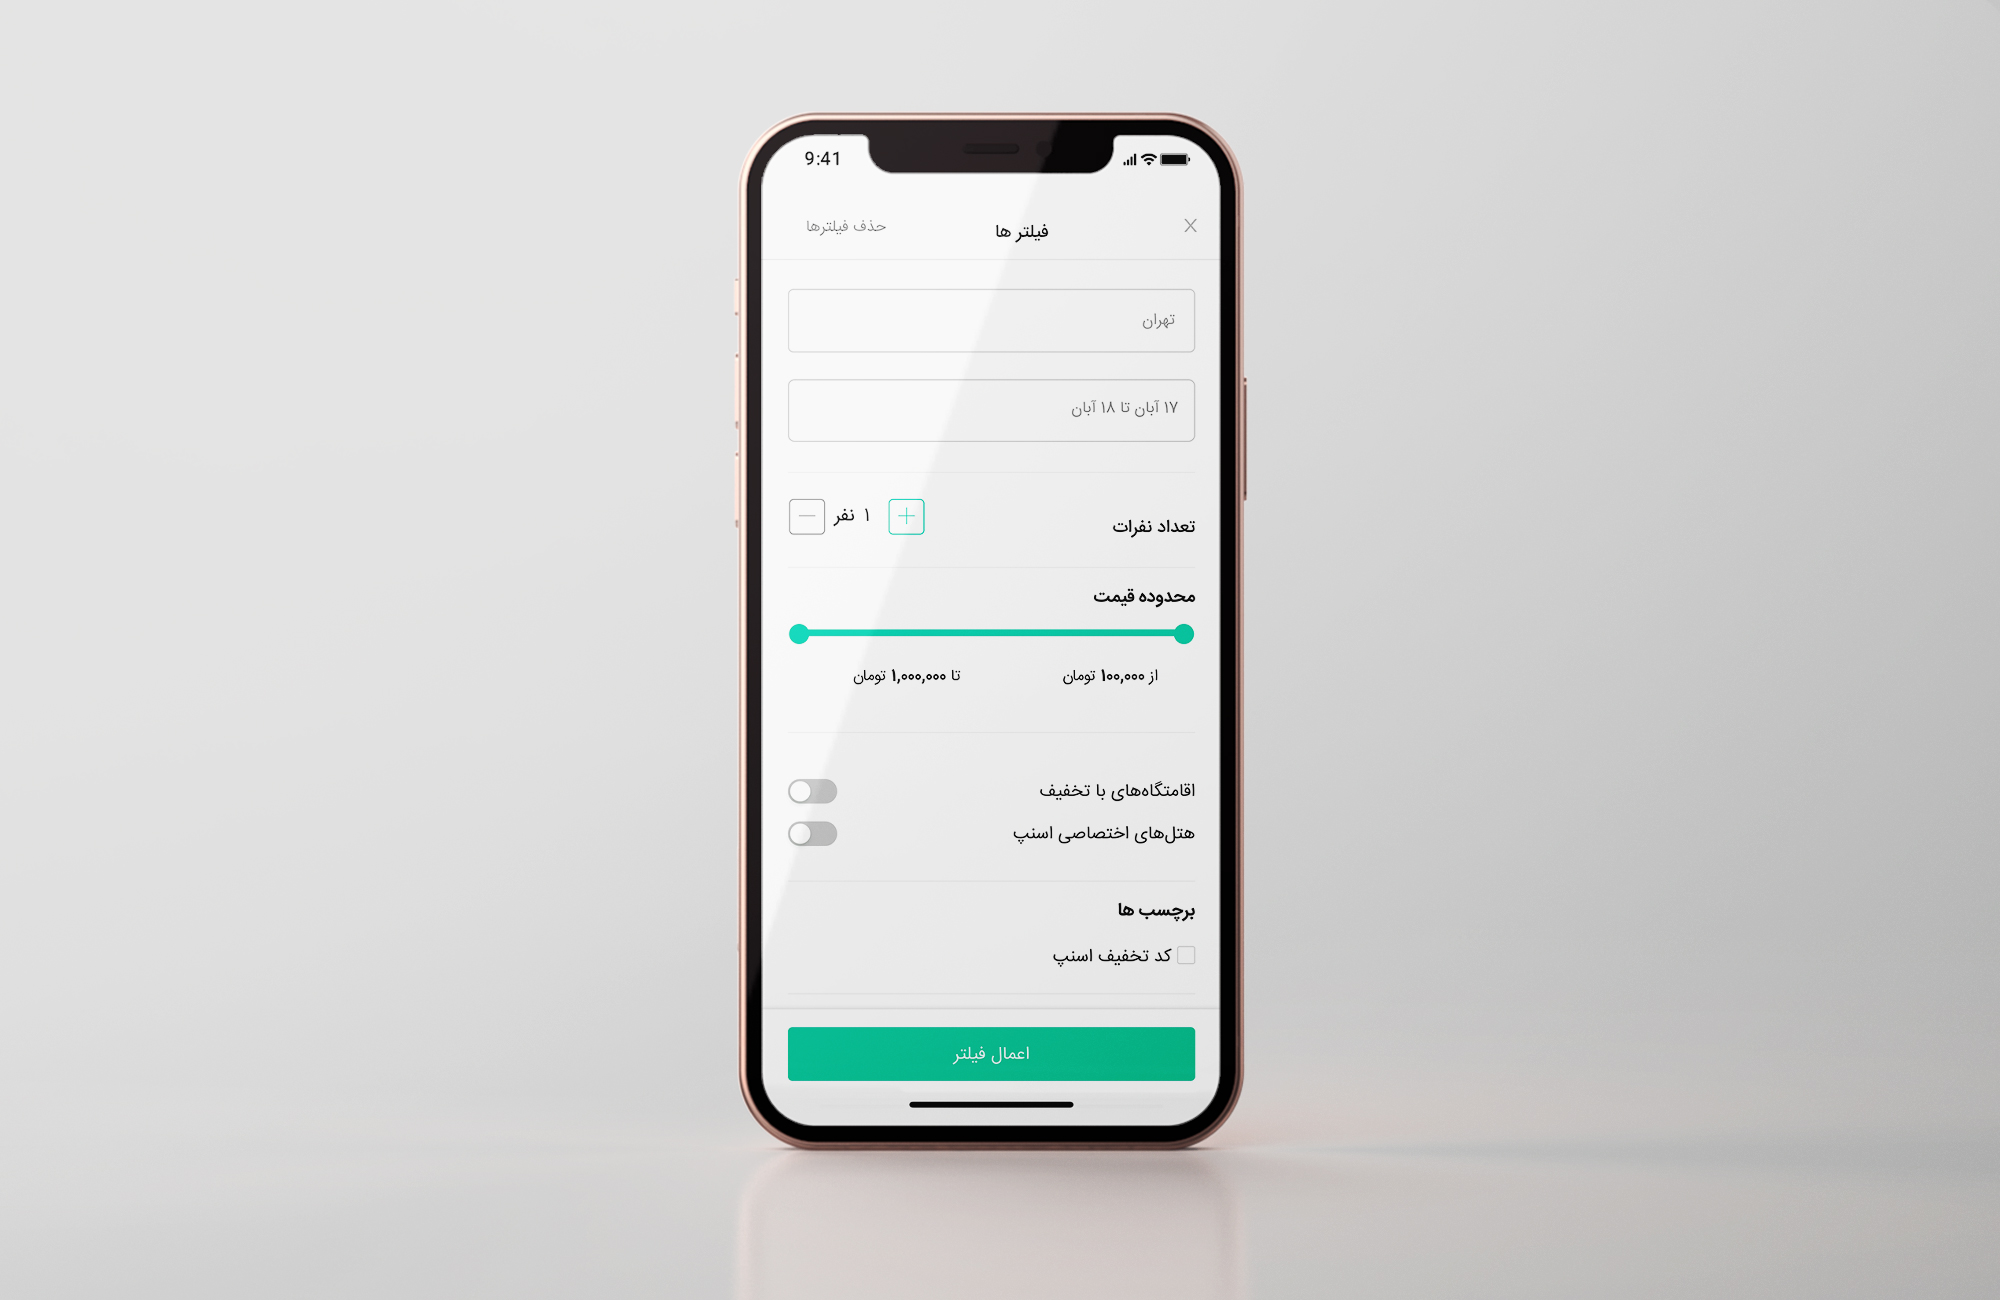 9:41
فیلتر ها
حذف فیلترها
تهران
۱۷ آبان تا ۱۸ آبان
تعداد نفرات
۱ نفر
محدوده قیمت
از ۱۰۰,۰۰۰ تومان
تا ۱,۰۰۰,۰۰۰ تومان
اقامتگاه‌های با تخفیف
هتل‌های اختصاصی اسنپ
برچسب ها
کد تخفیف اسنپ
اعمال فیلتر